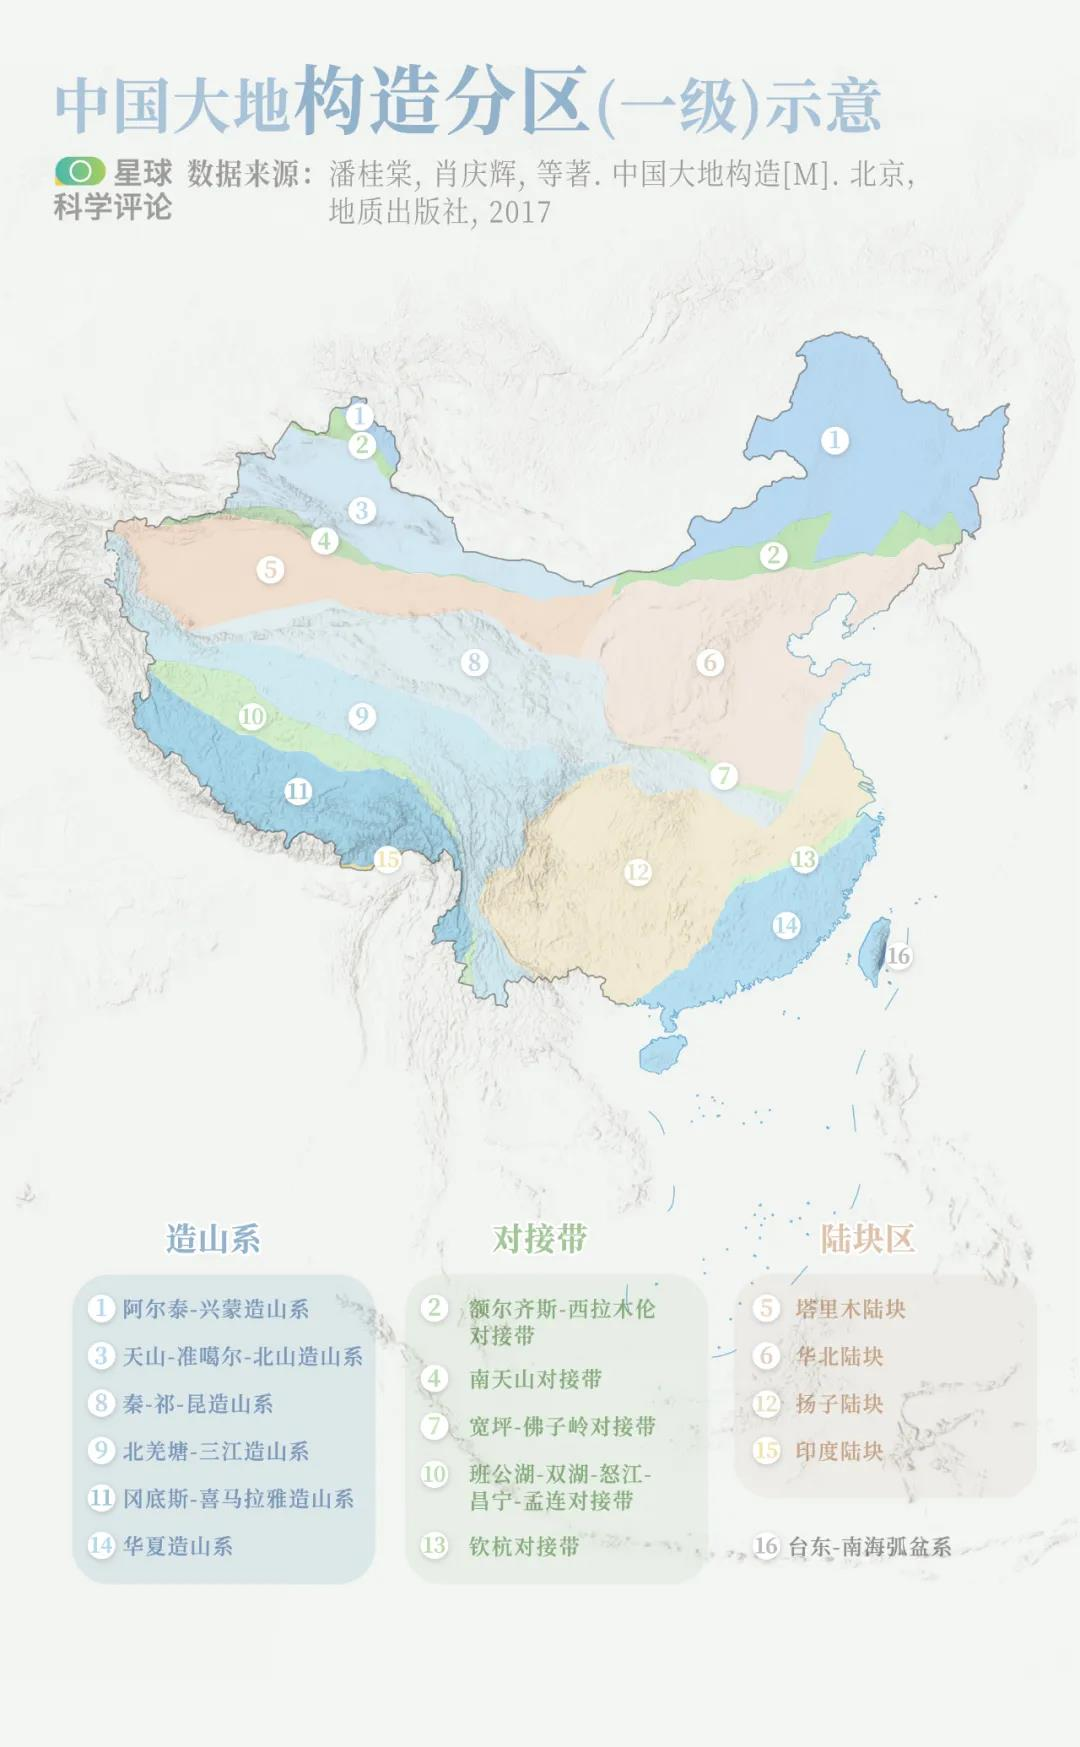 中国大地构造分区(一级)示意
星球科学评论
数据来源：潘桂棠, 肖庆辉, 等著. 中国大地构造[M]. 北京,
地质出版社, 2017
1
2
3
4
5
8
10
9
11
15
1
2
6
7
12
13
14
16
造山系
1 阿尔泰-兴蒙造山系
3 天山-准噶尔-北山造山系
8 秦-祁-昆造山系
9 北羌塘-三江造山系
11 冈底斯-喜马拉雅造山系
14 华夏造山系
对接带
2 额尔齐斯-西拉木伦
对接带
4 南天山对接带
7 宽坪-佛子岭对接带
10 班公湖-双湖-怒江-
昌宁-孟连对接带
13 钦杭对接带
陆块区
5 塔里木陆块
6 华北陆块
12 扬子陆块
15 印度陆块
16 台东-南海弧盆系